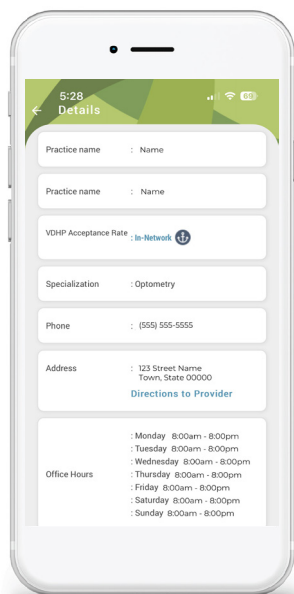 5:28
69
Details
Practice name : Name
Practice name : Name
VDHP Acceptance Rate : In-Network
Specialization : Optometry
Phone : (555) 555-5555
Address : 123 Street Name
Town, State 00000
Directions to Provider
Office Hours
: Monday 8:00am - 8:00pm
: Tuesday 8:00am - 8:00pm
: Wednesday 8:00am - 8:00pm
: Thursday 8:00am - 8:00pm
: Friday 8:00am - 8:00pm
: Saturday 8:00am - 8:00pm
: Sunday 8:00am - 8:00pm